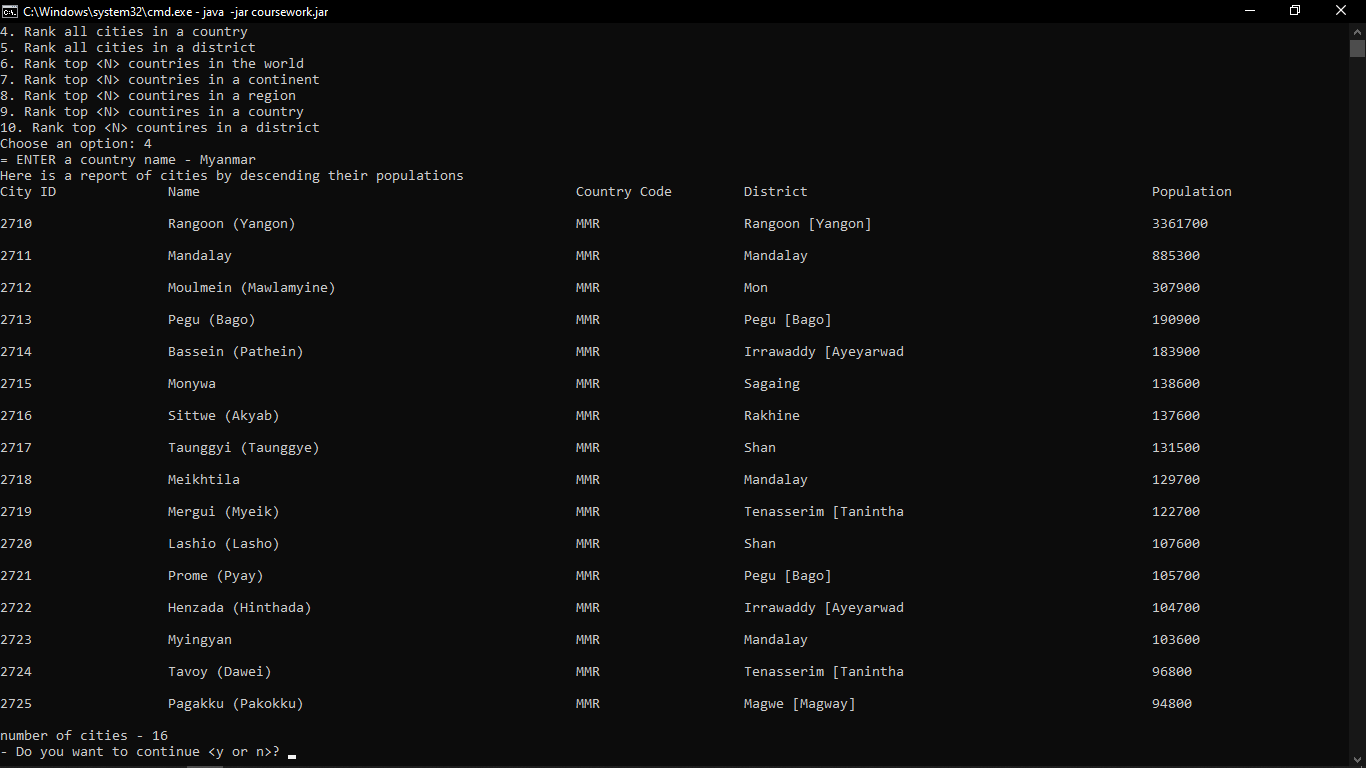 C:\Windows\system32\cmd.exe - java -jar coursework.jar
4. Rank all cities in a country
5. Rank all cities in a district
6. Rank top <N> countries in the world
7. Rank top <N> countries in a continent
8. Rank top <N> countires in a region
9. Rank top <N> countires in a country
10. Rank top <N> countires in a district
Choose an option: 4
= ENTER a country name - Myanmar
Here is a report of cities by descending their populations
City ID Name Country Code District Population
2710 Rangoon (Yangon) MMR Rangoon [Yangon] 3361700
2711 Mandalay MMR Mandalay 885300
2712 Moulmein (Mawlamyine) MMR Mon 307900
2713 Pegu (Bago) MMR Pegu [Bago] 190900
2714 Bassein (Pathein) MMR Irrawaddy [Ayeyarwad 183900
2715 Monywa MMR Sagaing 138600
2716 Sittwe (Akyab) MMR Rakhine 137600
2717 Taunggyi (Taunggye) MMR Shan 131500
2718 Meikhtila MMR Mandalay 129700
2719 Mergui (Myeik) MMR Tenasserim [Tanintha 122700
2720 Lashio (Lasho) MMR Shan 107600
2721 Prome (Pyay) MMR Pegu [Bago] 105700
2722 Henzada (Hinthada) MMR Irrawaddy [Ayeyarwad 104700
2723 Myingyan MMR Mandalay 103600
2724 Tavoy (Dawei) MMR Tenasserim [Tanintha 96800
2725 Pagakku (Pakokku) MMR Magwe [Magway] 94800
number of cities - 16
- Do you want to continue <y or n>?